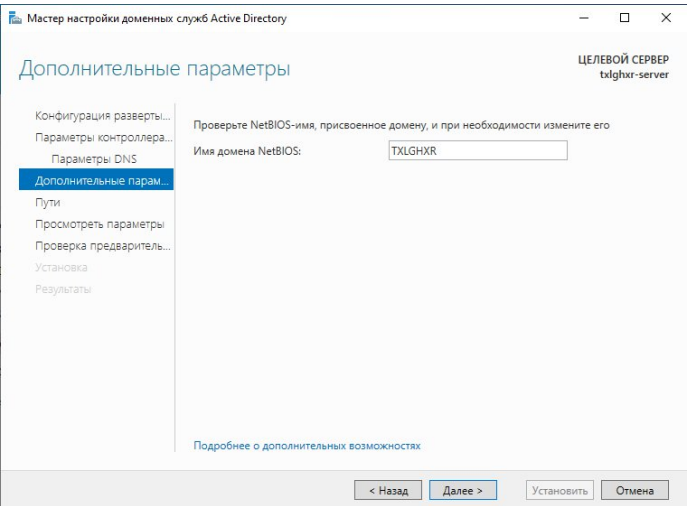 Мастер настройки доменных служб Active Directory
Дополнительные параметры
ЦЕЛЕВОЙ СЕРВЕР
txlghxr-server
Конфигурация разверты...
Параметры контроллера...
Параметры DNS
Дополнительные парам...
Пути
Просмотреть параметры
Проверка предваритель...
Установка
Результаты
Проверьте NetBIOS-имя, присвоенное домену, и при необходимости измените его
Имя домена NetBIOS: TXLGHXR
Подробнее о дополнительных возможностях
< Назад Далее > Установить Отмена